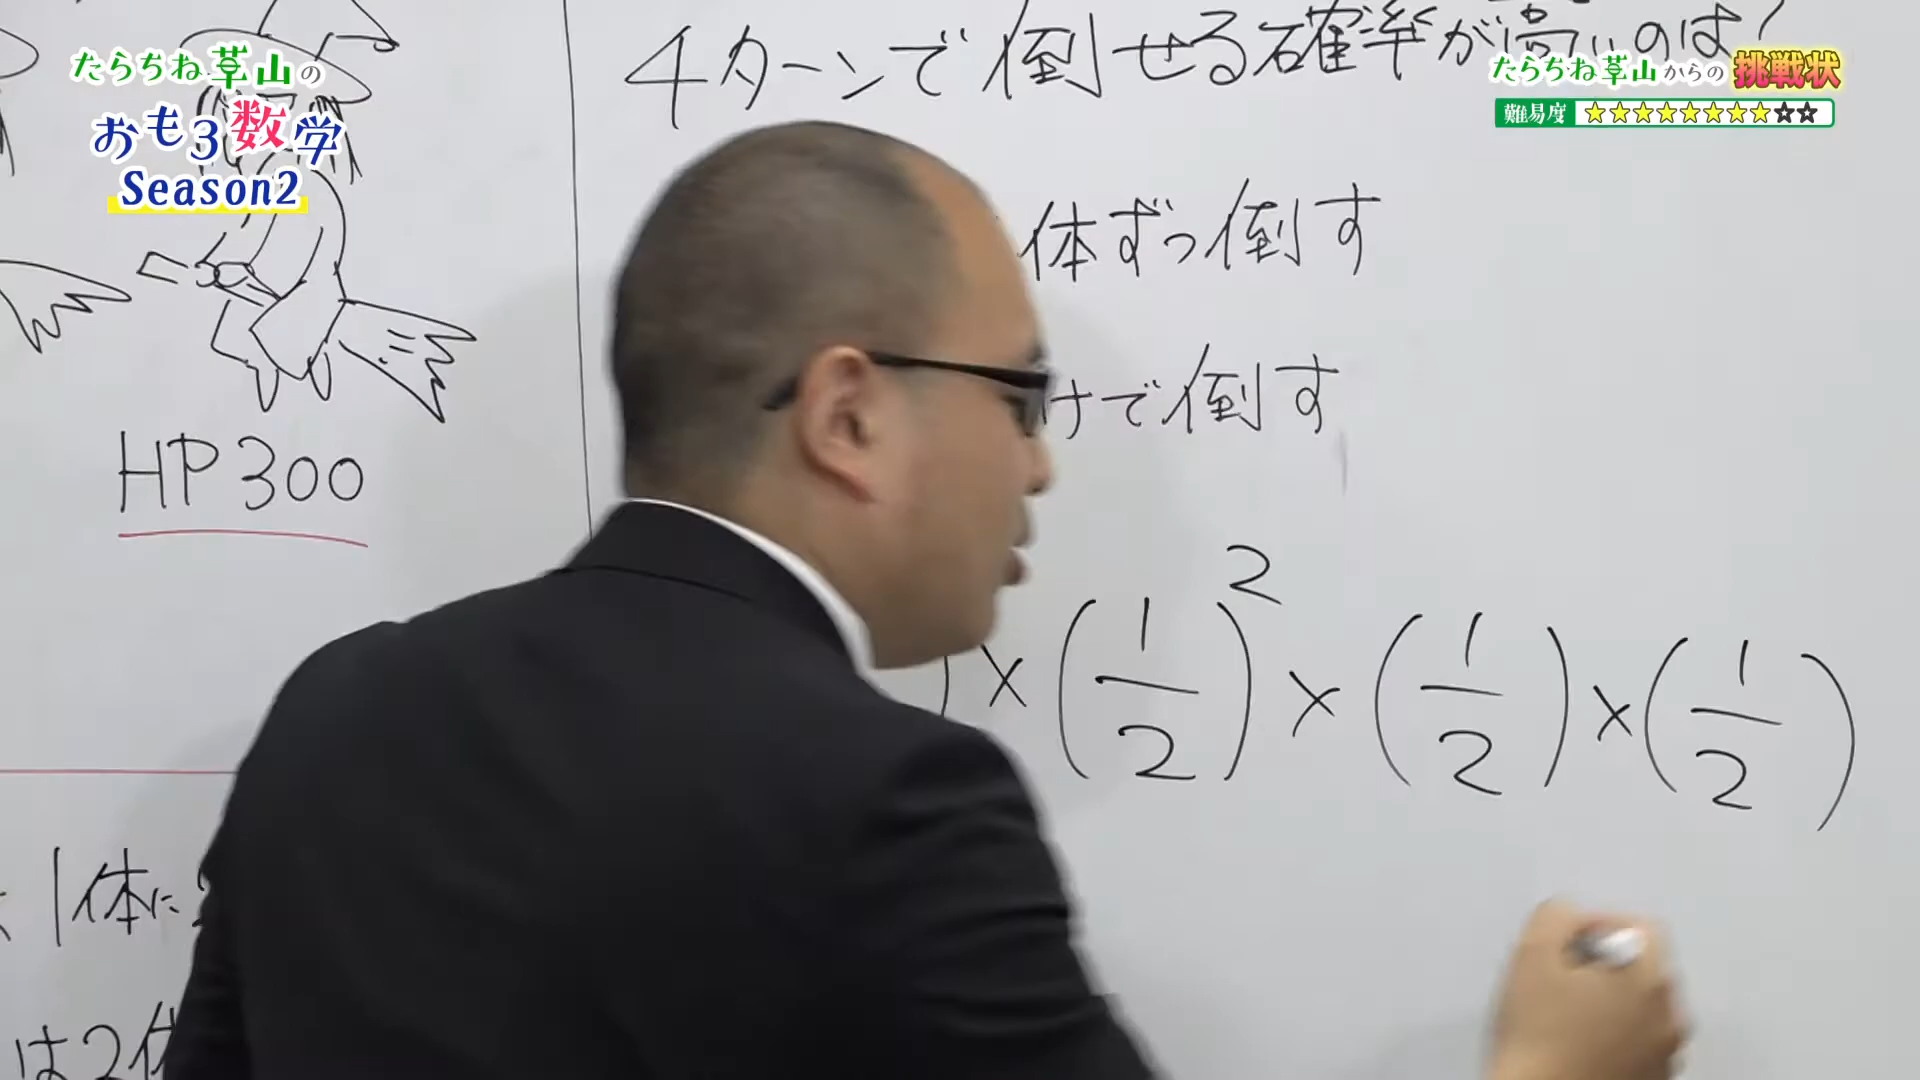 たらちね草山の
おも3数学
Season2
4ターンで倒せる確率が高いのは?
たらちね草山からの挑戦状
難易度 ★★★★★★★★☆☆
体ずつ倒す
けで倒す
HP300
)×(1/2)²×(1/2)×(1/2)
1体に
は2体